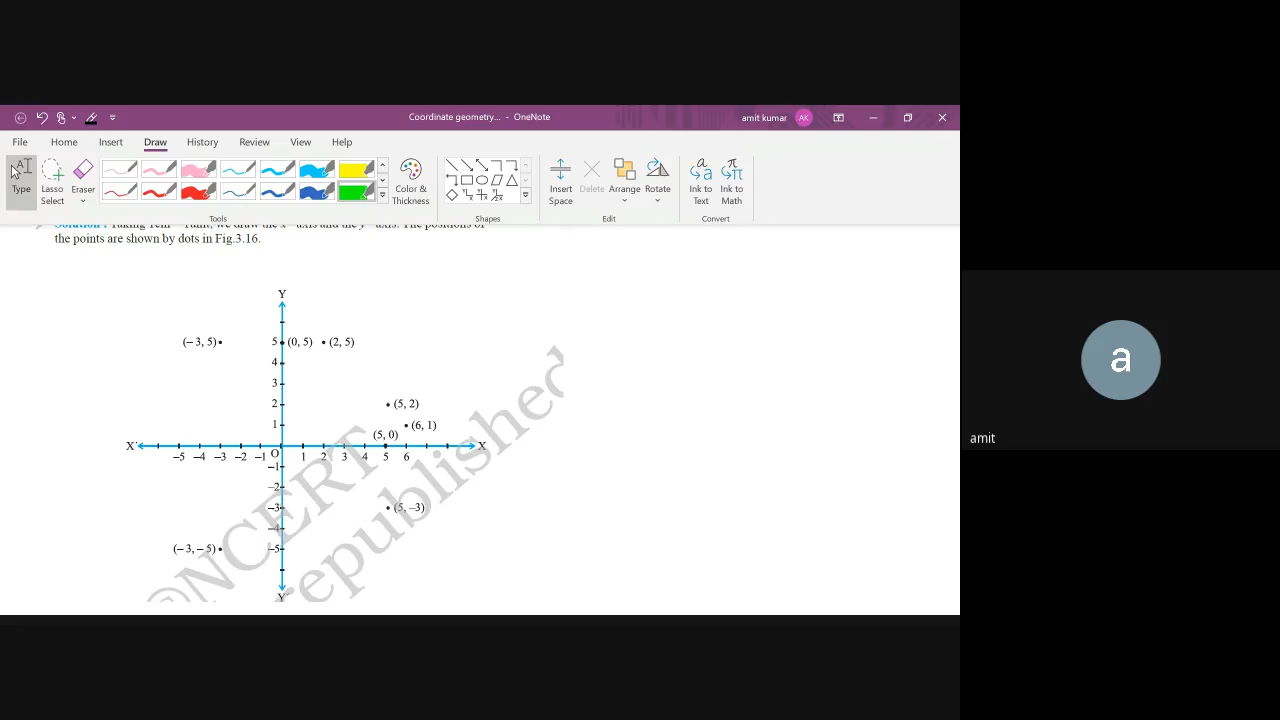 Coordinate geometry... - OneNote
amit kumar AK
File Home Insert Draw History Review View Help
Type Lasso Select Eraser Color & Thickness Insert Space Delete Arrange Rotate Ink to Text Ink to Math
Tools Shapes Edit Convert
the points are shown by dots in Fig.3.16.
Y
(– 3, 5) 5 (0, 5) (2, 5)
4
3
2 (5, 2)
1 (6, 1)
(5, 0)
X′ X
–5 –4 –3 –2 –1 O 1 2 3 4 5 6
–1
–2
–3 (5, –3)
–4
(– 3, – 5) –5
Y′
©NCERT
republished
a
amit